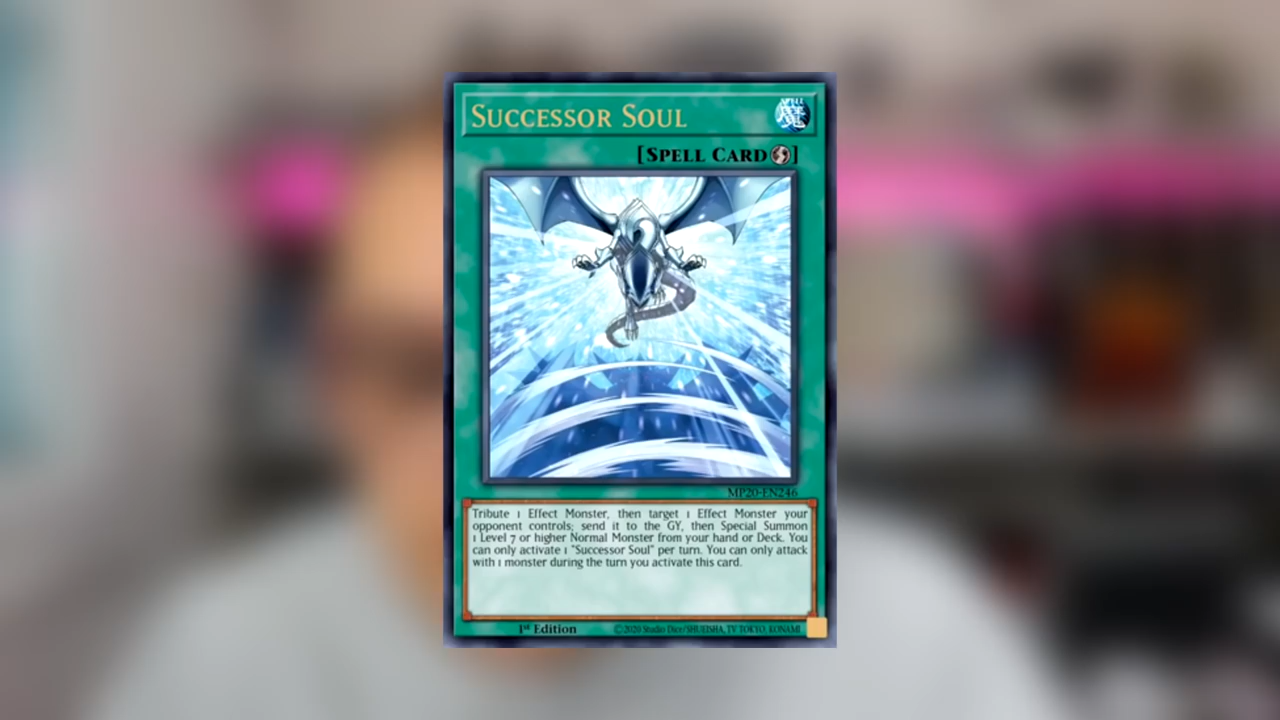 SUCCESSOR SOUL
魔
[SPELL CARD]
MP20-EN246
Tribute 1 Effect Monster, then target 1 Effect Monster your
opponent controls; send it to the GY, then Special Summon
1 Level 7 or higher Normal Monster from your hand or Deck. You
can only activate 1 "Successor Soul" per turn. You can only attack
with 1 monster during the turn you activate this card.
1st Edition
©2020 Studio Dice/SHUEISHA, TV TOKYO, KONAMI